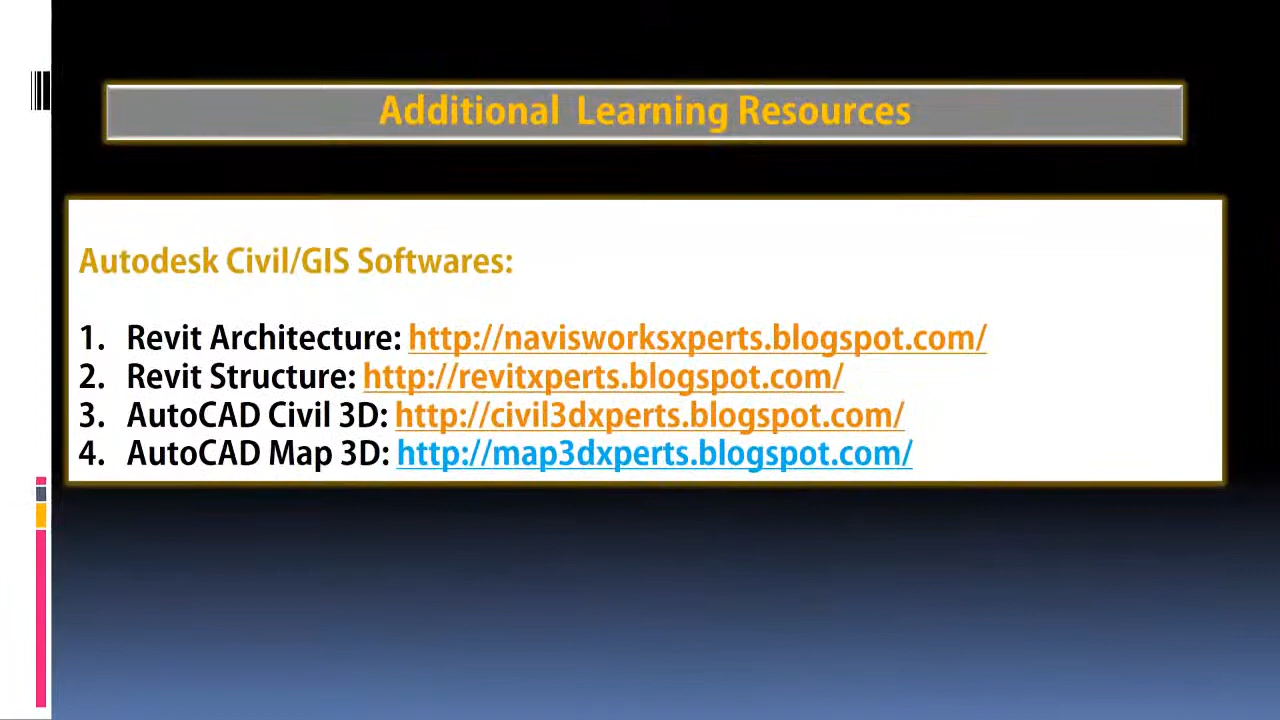 Additional Learning Resources
Autodesk Civil/GIS Softwares:
1. Revit Architecture: http://navisworksxperts.blogspot.com/
2. Revit Structure: http://revitxperts.blogspot.com/
3. AutoCAD Civil 3D: http://civil3dxperts.blogspot.com/
4. AutoCAD Map 3D: http://map3dxperts.blogspot.com/